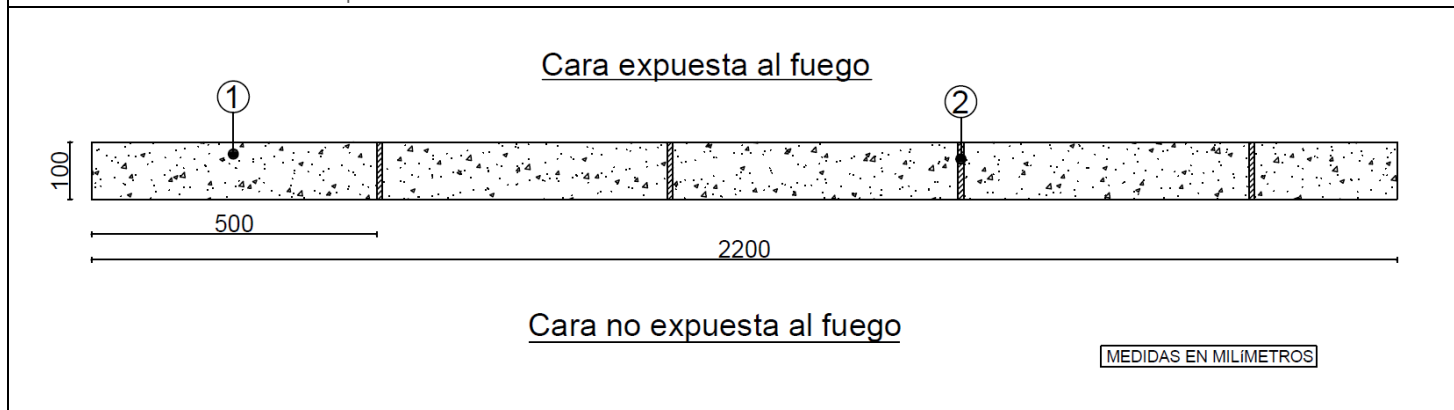 Cara expuesta al fuego
1
2
100
500
2200
Cara no expuesta al fuego
MEDIDAS EN MILíMETROS